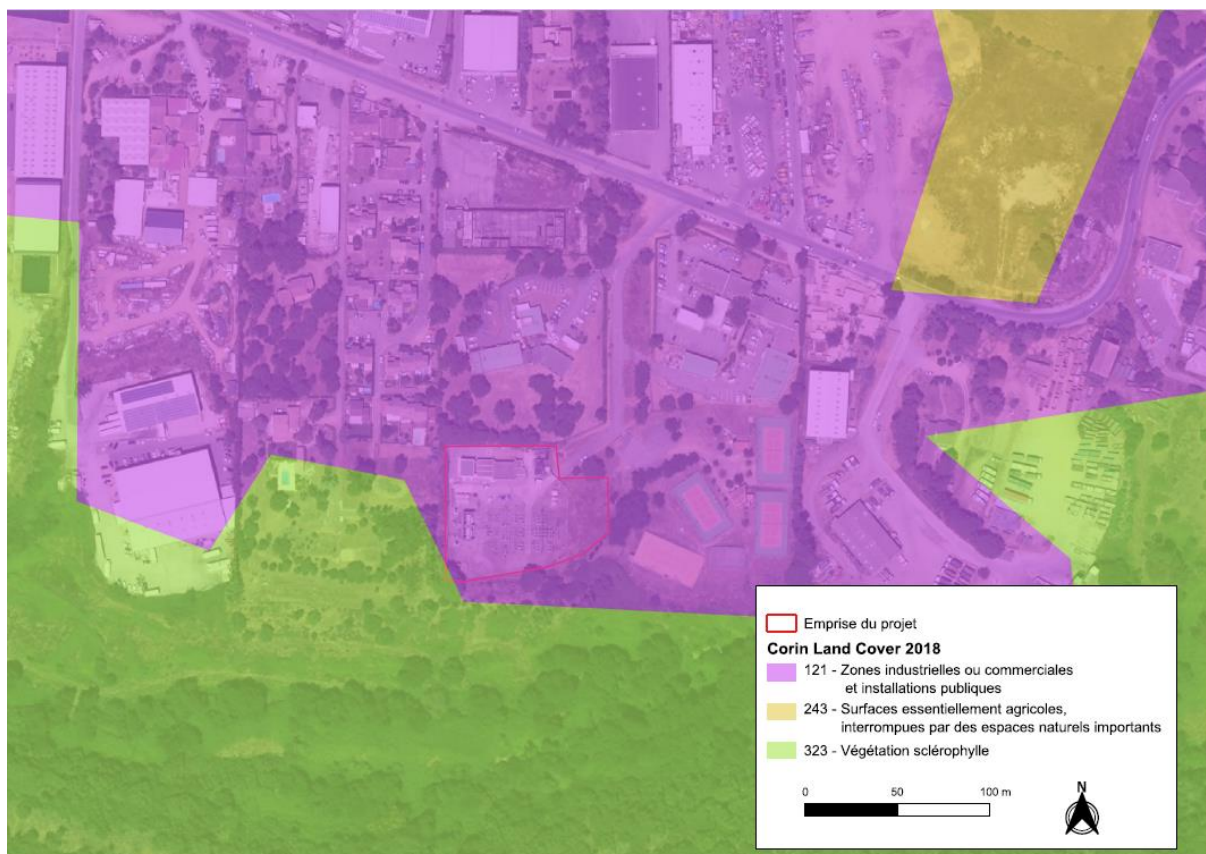 Emprise du projet
Corin Land Cover 2018
121 - Zones industrielles ou commerciales
et installations publiques
243 - Surfaces essentiellement agricoles,
interrompues par des espaces naturels importants
323 - Végétation sclérophylle
0 50 100 m
N